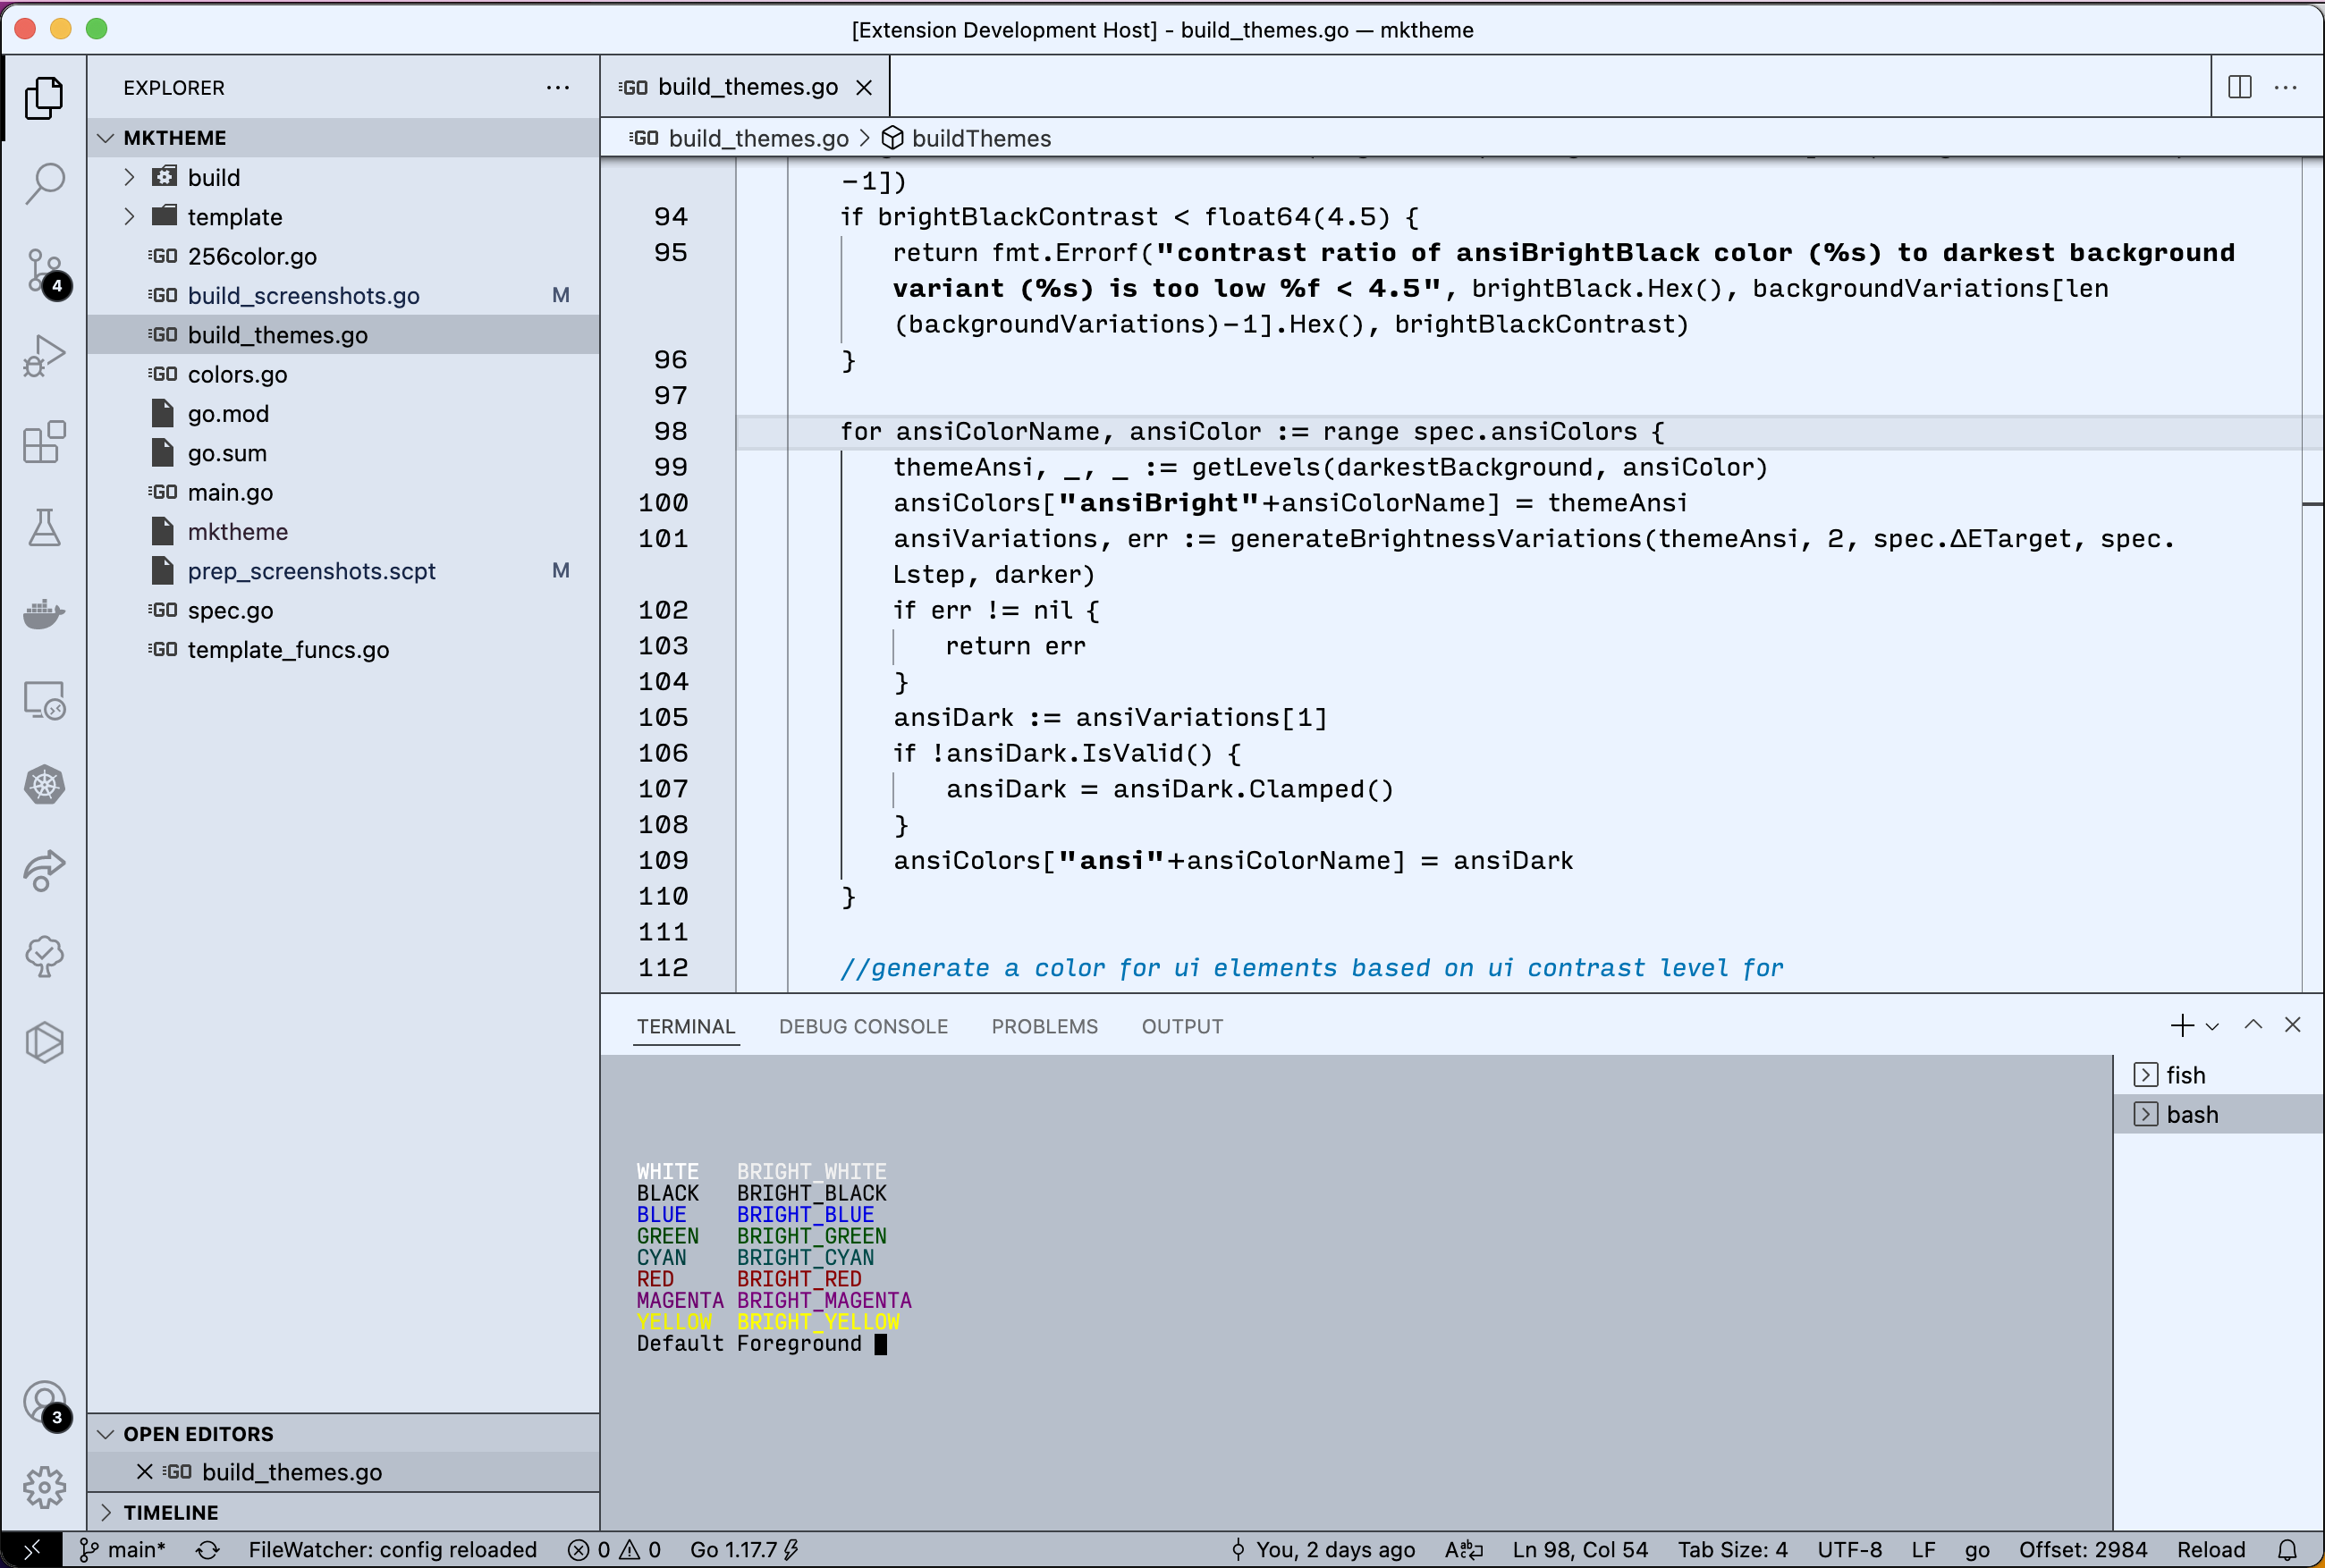 [Extension Development Host] - build_themes.go — mktheme
EXPLORER
MKTHEME
build
template
GO 256color.go
GO build_screenshots.go M
GO build_themes.go
GO colors.go
go.mod
go.sum
GO main.go
mktheme
prep_screenshots.scpt M
GO spec.go
GO template_funcs.go
4
3
OPEN EDITORS
GO build_themes.go
TIMELINE
GO build_themes.go
GO build_themes.go > buildThemes
-1])
94 if brightBlackContrast < float64(4.5) {
95 return fmt.Errorf("contrast ratio of ansiBrightBlack color (%s) to darkest background
variant (%s) is too low %f < 4.5", brightBlack.Hex(), backgroundVariations[len
(backgroundVariations)-1].Hex(), brightBlackContrast)
96 }
97
98 for ansiColorName, ansiColor := range spec.ansiColors {
99 themeAnsi, _, _ := getLevels(darkestBackground, ansiColor)
100 ansiColors["ansiBright"+ansiColorName] = themeAnsi
101 ansiVariations, err := generateBrightnessVariations(themeAnsi, 2, spec.ΔETarget, spec.
Lstep, darker)
102 if err != nil {
103 return err
104 }
105 ansiDark := ansiVariations[1]
106 if !ansiDark.IsValid() {
107 ansiDark = ansiDark.Clamped()
108 }
109 ansiColors["ansi"+ansiColorName] = ansiDark
110 }
111
112 //generate a color for ui elements based on ui contrast level for
TERMINAL DEBUG CONSOLE PROBLEMS OUTPUT
WHITE BRIGHT_WHITE
BLACK BRIGHT_BLACK
BLUE BRIGHT_BLUE
GREEN BRIGHT_GREEN
CYAN BRIGHT_CYAN
RED BRIGHT_RED
MAGENTA BRIGHT_MAGENTA
YELLOW BRIGHT_YELLOW
Default Foreground
fish
bash
main* FileWatcher: config reloaded 0 0 Go 1.17.7 You, 2 days ago Ln 98, Col 54 Tab Size: 4 UTF-8 LF go Offset: 2984 Reload